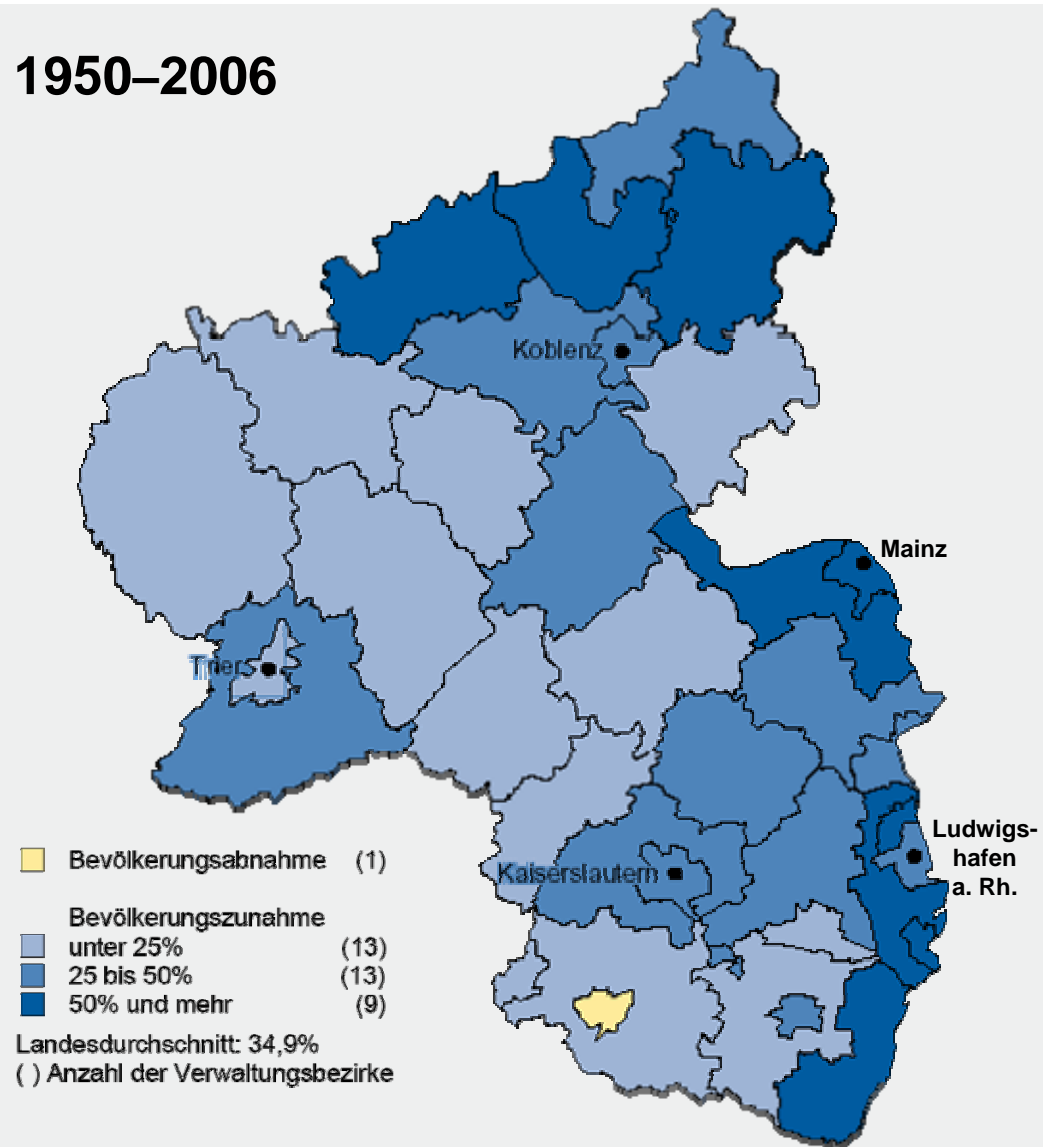 1950–2006
Koblenz
Mainz
Trier
Ludwigs-
hafen
a. Rh.
Kaiserslautern
Bevölkerungsabnahme (1)
Bevölkerungszunahme
unter 25% (13)
25 bis 50% (13)
50% und mehr (9)
Landesdurchschnitt: 34,9%
( ) Anzahl der Verwaltungsbezirke